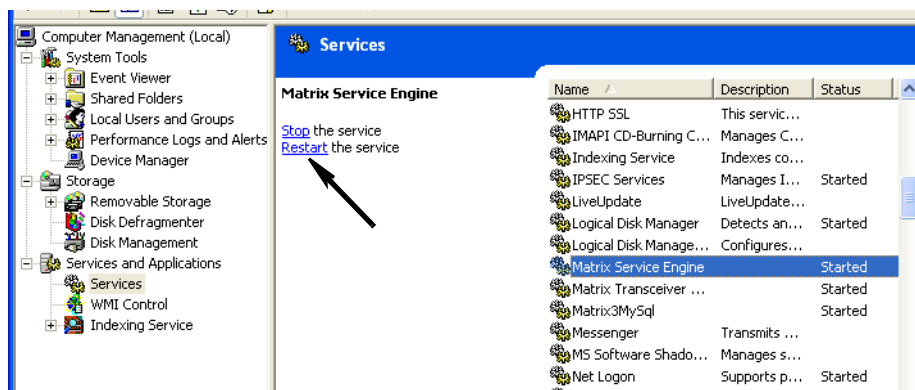 Computer Management (Local)
System Tools
Event Viewer
Shared Folders
Local Users and Groups
Performance Logs and Alerts
Device Manager
Storage
Removable Storage
Disk Defragmenter
Disk Management
Services and Applications
Services
WMI Control
Indexing Service
Services
Matrix Service Engine
Stop the service
Restart the service
Name Description Status
HTTP SSL This servic...
IMAPI CD-Burning C... Manages C...
Indexing Service Indexes co...
IPSEC Services Manages I... Started
LiveUpdate LiveUpdate...
Logical Disk Manager Detects an... Started
Logical Disk Manage... Configures...
Matrix Service Engine Started
Matrix Transceiver ... Started
Matrix3MySql Started
Messenger Transmits ...
MS Software Shado... Manages s...
Net Logon Supports p... Started